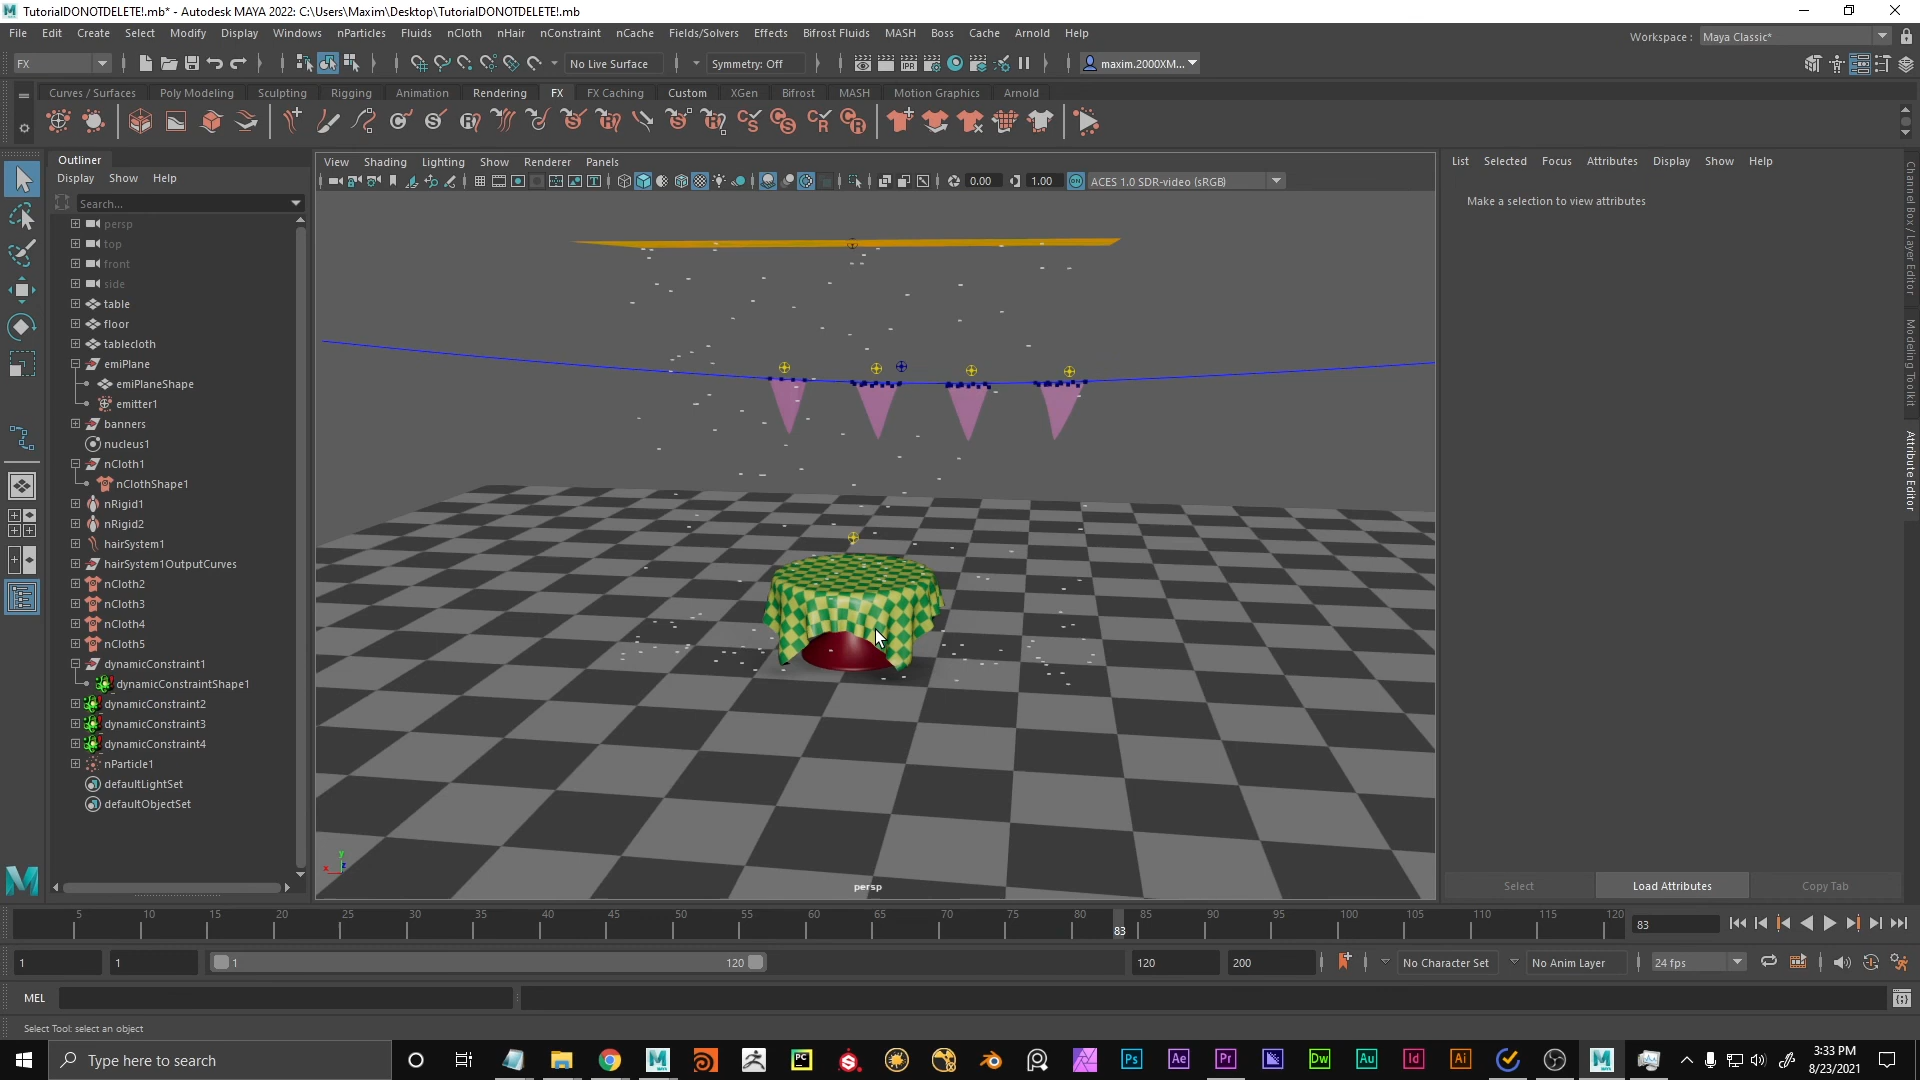 TutorialDONOTDELETE!.mb* - Autodesk MAYA 2022: C:\Users\Maxim\Desktop\TutorialDONOTDELETE!.mb
File Edit Create Select Modify Display Windows nParticles Fluids nCloth nHair nConstraint nCache Fields/Solvers Effects Bifrost Fluids MASH Boss Cache Arnold Help Workspace : Maya Classic*
FX No Live Surface Symmetry: Off maxim.2000XM...
Curves / Surfaces Poly Modeling Sculpting Rigging Animation Rendering FX FX Caching Custom XGen Bifrost MASH Motion Graphics Arnold
Outliner
Display Show Help
Search...
persp
top
front
side
table
floor
tablecloth
emiPlane
emiPlaneShape
emitter1
banners
nucleus1
nCloth1
nClothShape1
nRigid1
nRigid2
hairSystem1
hairSystem1OutputCurves
nCloth2
nCloth3
nCloth4
nCloth5
dynamicConstraint1
dynamicConstraintShape1
dynamicConstraint2
dynamicConstraint3
dynamicConstraint4
nParticle1
defaultLightSet
defaultObjectSet
View Shading Lighting Show Renderer Panels
0.00 1.00 ACES 1.0 SDR-video (sRGB)
persp
List Selected Focus Attributes Display Show Help
Make a selection to view attributes
Select Load Attributes Copy Tab
Channel Box / Layer Editor
Modeling Toolkit
Attribute Editor
5 10 15 20 25 30 35 40 45 50 55 60 65 70 75 80 85 90 95 100 105 110 115 120
83 83
1 1 1 120 120 200 No Character Set No Anim Layer 24 fps
MEL
Select Tool: select an object
Type here to search
3:33 PM
8/23/2021